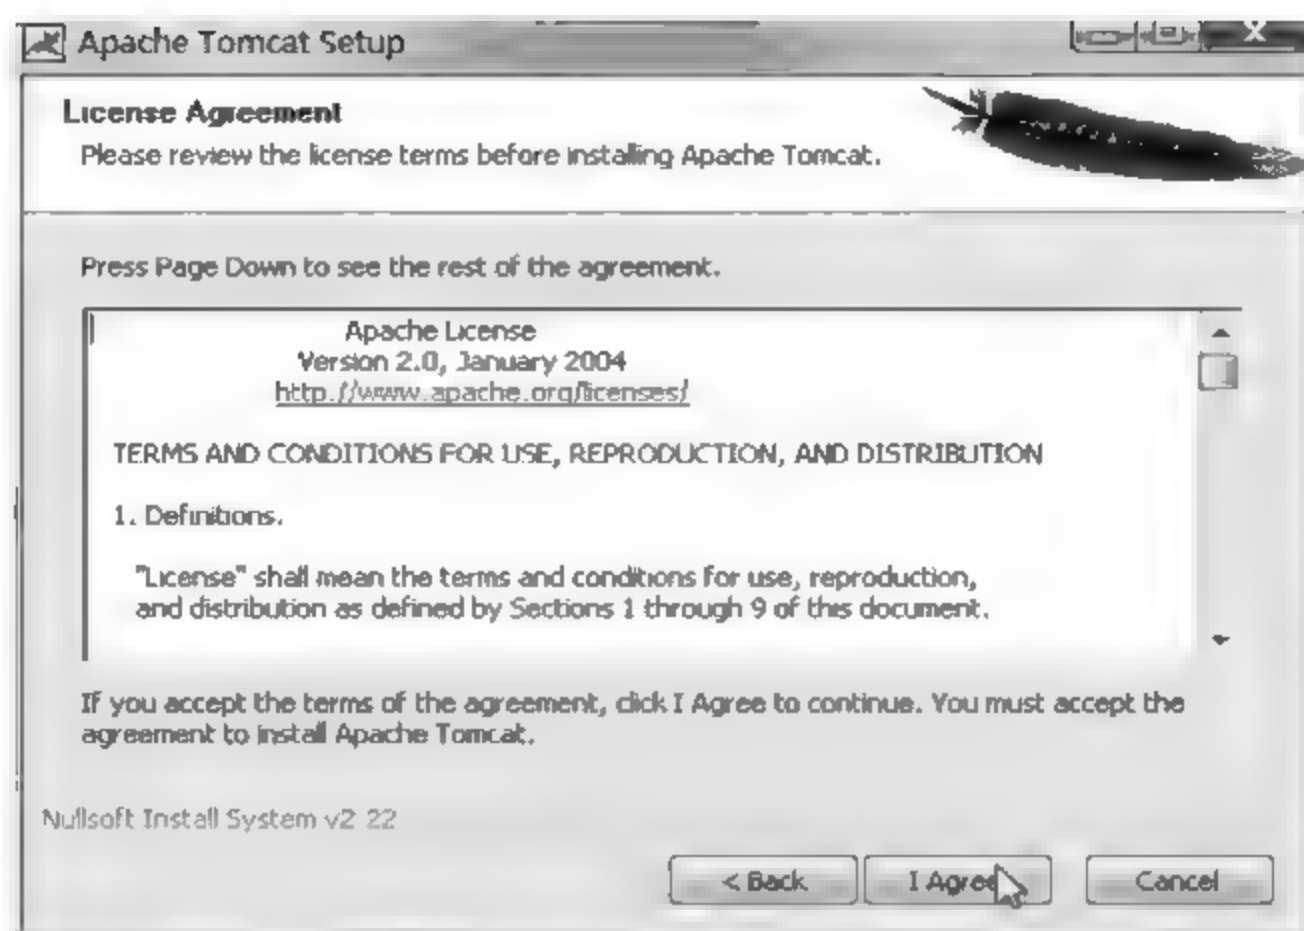 Apache Tomcat Setup
License Agreement
Please review the license terms before installing Apache Tomcat.
Press Page Down to see the rest of the agreement.
Apache License
Version 2.0, January 2004
http://www.apache.org/licenses/
TERMS AND CONDITIONS FOR USE, REPRODUCTION, AND DISTRIBUTION
1. Definitions.
"License" shall mean the terms and conditions for use, reproduction,
and distribution as defined by Sections 1 through 9 of this document.
If you accept the terms of the agreement, click I Agree to continue. You must accept the
agreement to install Apache Tomcat.
Nullsoft Install System v2.22
< Back I Agree Cancel